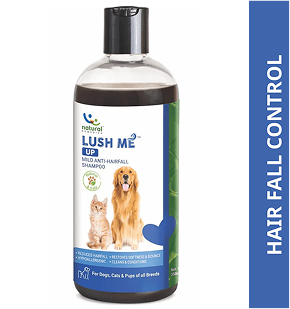 natural
LUSH ME
UP
MILD ANTI-HAIRFALL
SHAMPOO
REDUCES HAIRFALL
RESTORES SOFTNESS & BOUNCE
HYPOALLERGENIC
CLEANS & CONDITIONS
For Dogs, Cats & Pups of all Breeds
HAIR FALL CONTROL